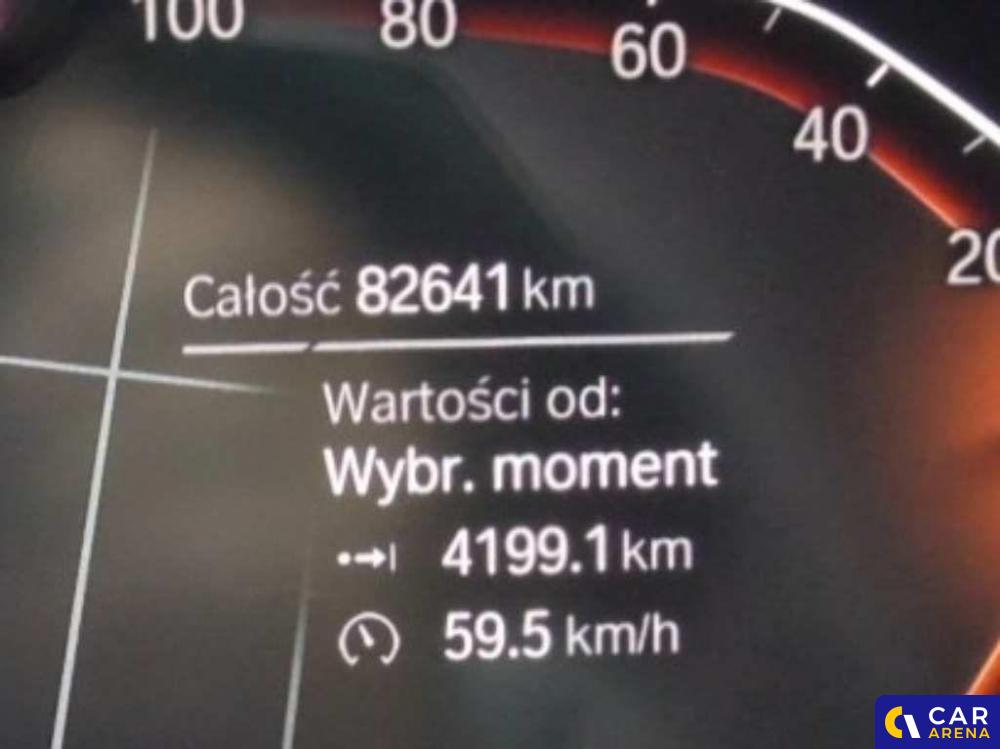 100
80
60
40
20
Całość 82641 km
Wartości od:
Wybr. moment
4199.1 km
59.5 km/h
CAR
ARENA